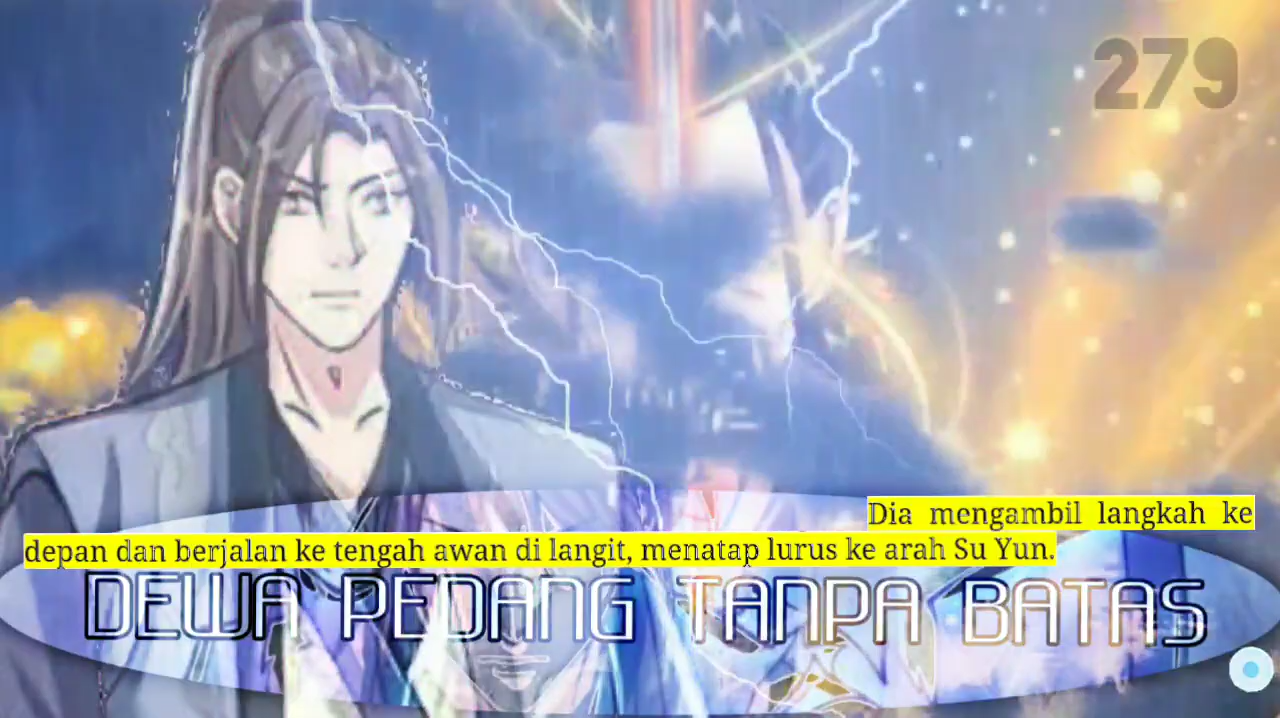 279
Dia mengambil langkah ke
depan dan berjalan ke tengah awan di langit, menatap lurus ke arah Su Yun.
DEWA PEDANG TANPA BATAS